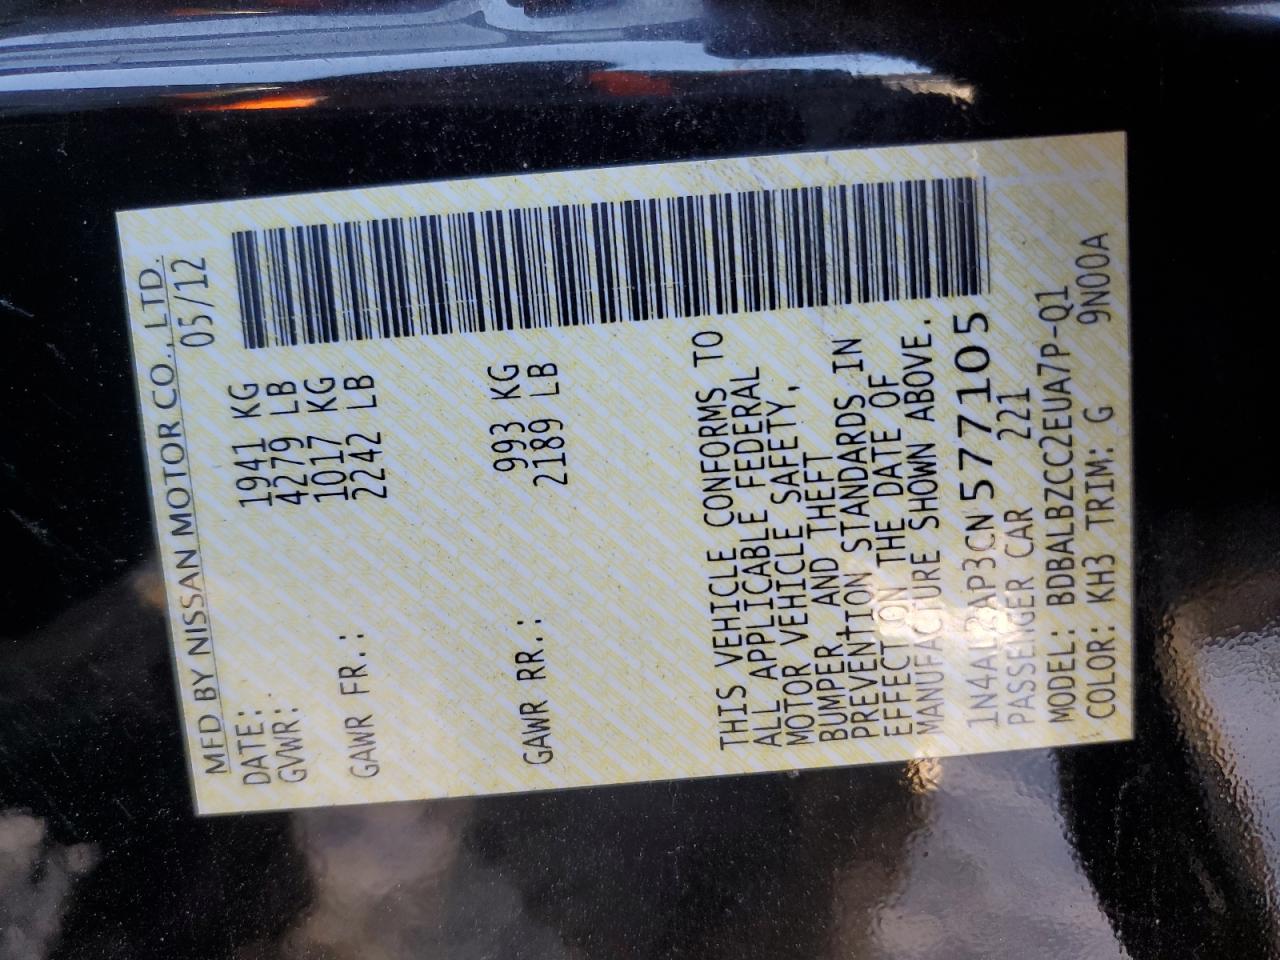 MFD BY NISSAN MOTOR CO., LTD.
DATE: 05/12
GVWR: 1941 KG
4279 LB
GAWR FR.: 1017 KG
2242 LB
GAWR RR.: 993 KG
2189 LB
THIS VEHICLE CONFORMS TO
ALL APPLICABLE FEDERAL
MOTOR VEHICLE SAFETY,
BUMPER, AND THEFT
PREVENTION STANDARDS IN
EFFECT ON THE DATE OF
MANUFACTURE SHOWN ABOVE.
1N4AL2AP3CN577105
PASSENGER CAR 221
MODEL: BDBALBZCC2EUA7P-Q1
COLOR: KH3 TRIM: G 9N00A